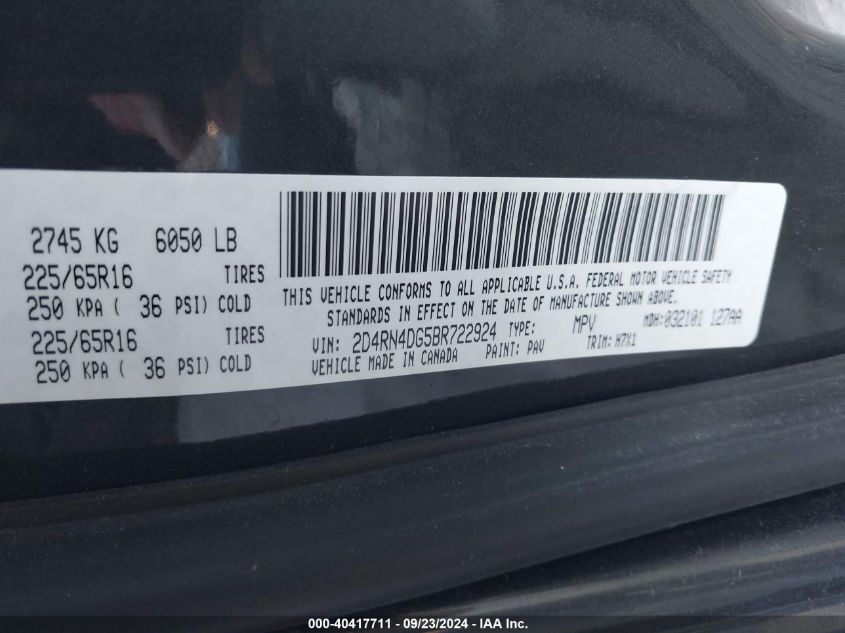 2745 KG 6050 LB
225/65R16 TIRES
250 KPA ( 36 PSI) COLD
225/65R16 TIRES
250 KPA ( 36 PSI) COLD
THIS VEHICLE CONFORMS TO ALL APPLICABLE U.S.A. FEDERAL MOTOR VEHICLE SAFETY
STANDARDS IN EFFECT ON THE DATE OF MANUFACTURE SHOWN ABOVE.
VIN: 2D4RN4DG5BR722924 TYPE: MPV MDH:032101 127AA
VEHICLE MADE IN CANADA PAINT: PAV TRIM: H7X1
000-40417711 - 09/23/2024 - IAA Inc.